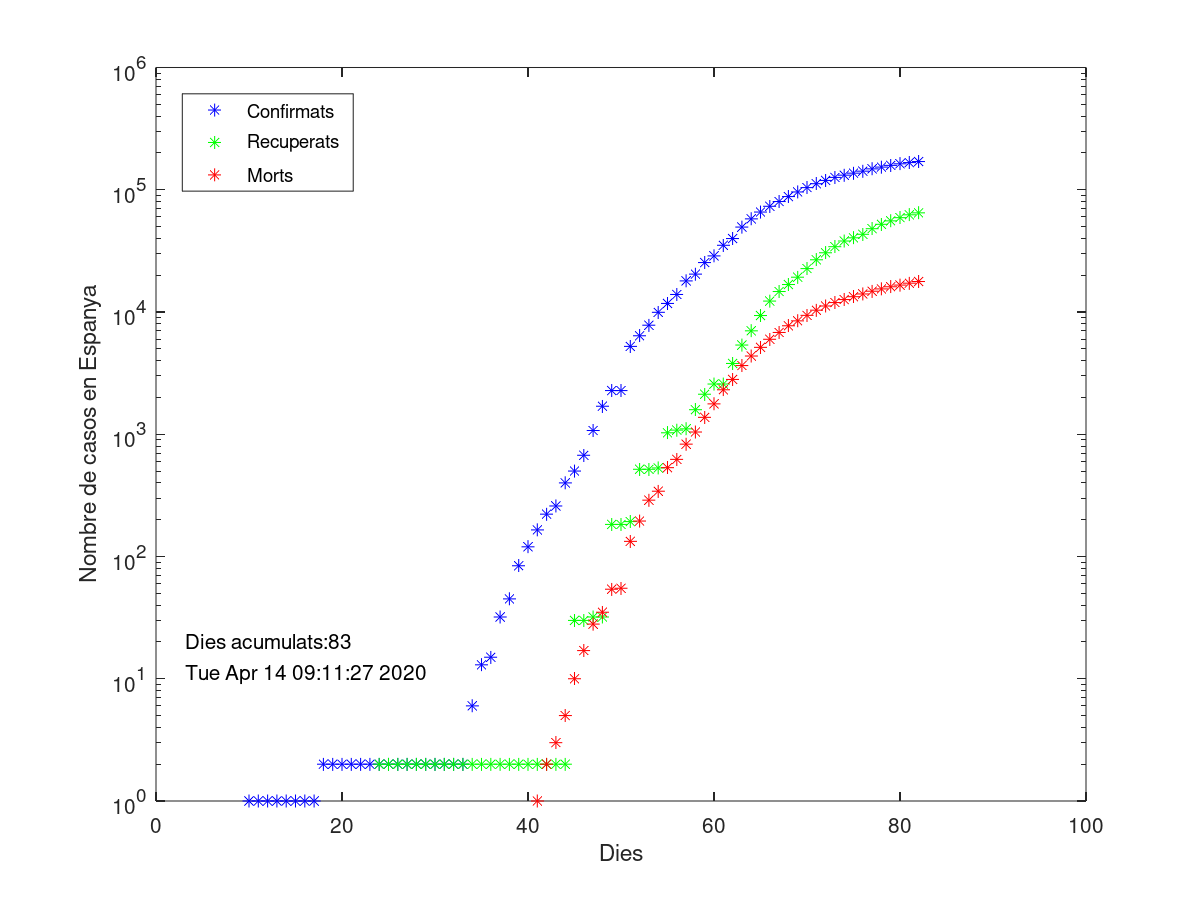 Confirmats
Recuperats
Morts
Nombre de casos en Espanya
10^6
10^5
10^4
10^3
10^2
10^1
10^0
Dies acumulats:83
Tue Apr 14 09:11:27 2020
0 20 40 60 80 100
Dies